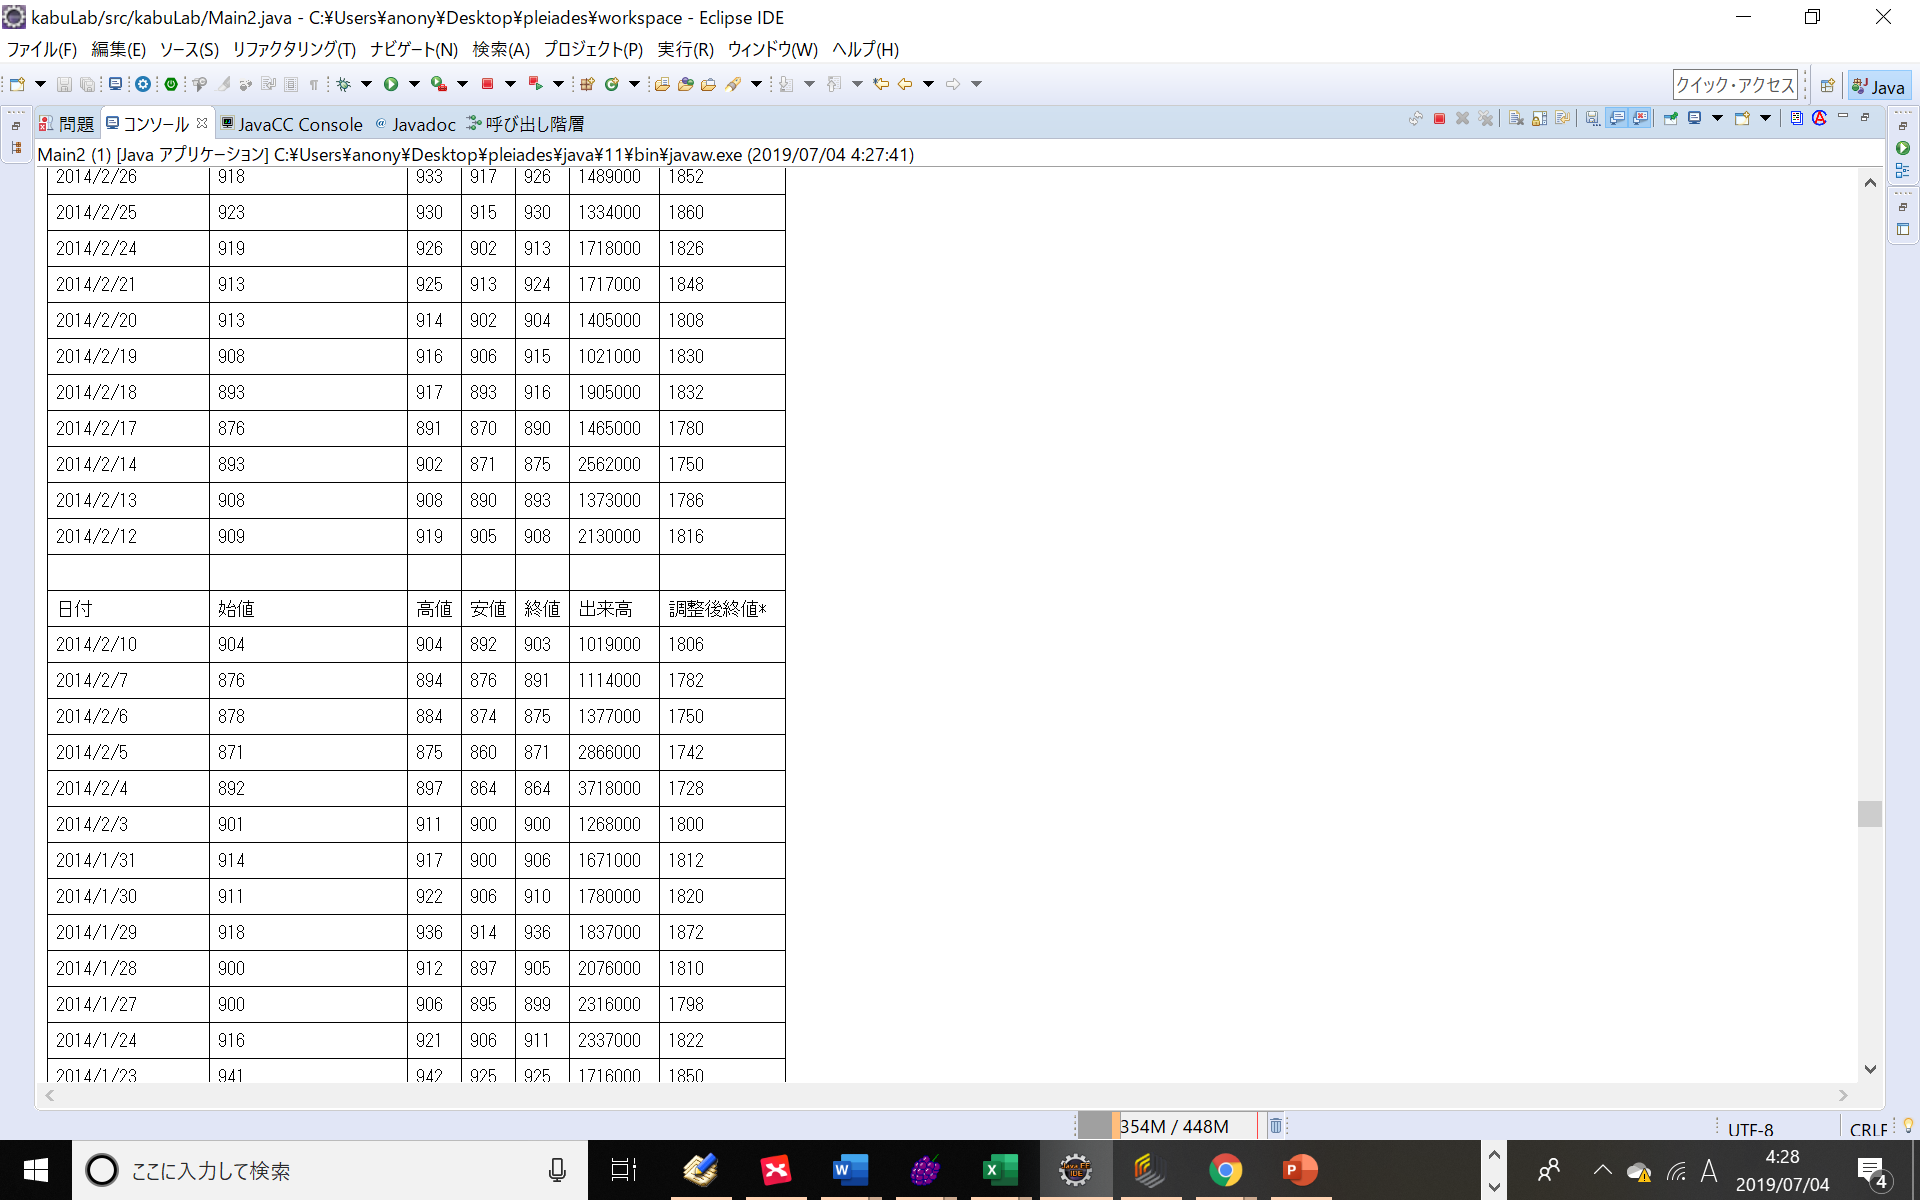 kabuLab/src/kabuLab/Main2.java - C:¥Users¥anony¥Desktop¥pleiades¥workspace - Eclipse IDE
ファイル(F) 編集(E) ソース(S) リファクタリング(T) ナビゲート(N) 検索(A) プロジェクト(P) 実行(R) ウィンドウ(W) ヘルプ(H)
クイック・アクセス Java
問題 コンソール JavaCC Console @ Javadoc 呼び出し階層
Main2 (1) [Java アプリケーション] C:¥Users¥anony¥Desktop¥pleiades¥java¥11¥bin¥javaw.exe (2019/07/04 4:27:41)
2014/2/26 918 933 917 926 1489000 1852
2014/2/25 923 930 915 930 1334000 1860
2014/2/24 919 926 902 913 1718000 1826
2014/2/21 913 925 913 924 1717000 1848
2014/2/20 913 914 902 904 1405000 1808
2014/2/19 908 916 906 915 1021000 1830
2014/2/18 893 917 893 916 1905000 1832
2014/2/17 876 891 870 890 1465000 1780
2014/2/14 893 902 871 875 2562000 1750
2014/2/13 908 908 890 893 1373000 1786
2014/2/12 909 919 905 908 2130000 1816
日付 始値 高値 安値 終値 出来高 調整後終値*
2014/2/10 904 904 892 903 1019000 1806
2014/2/7 876 894 876 891 1114000 1782
2014/2/6 878 884 874 875 1377000 1750
2014/2/5 871 875 860 871 2866000 1742
2014/2/4 892 897 864 864 3718000 1728
2014/2/3 901 911 900 900 1268000 1800
2014/1/31 914 917 900 906 1671000 1812
2014/1/30 911 922 906 910 1780000 1820
2014/1/29 918 936 914 936 1837000 1872
2014/1/28 900 912 897 905 2076000 1810
2014/1/27 900 906 895 899 2316000 1798
2014/1/24 916 921 906 911 2337000 1822
2014/1/23 941 942 925 925 1716000 1850
354M / 448M UTF-8 CRLF
ここに入力して検索
A 4:28
2019/07/04
4